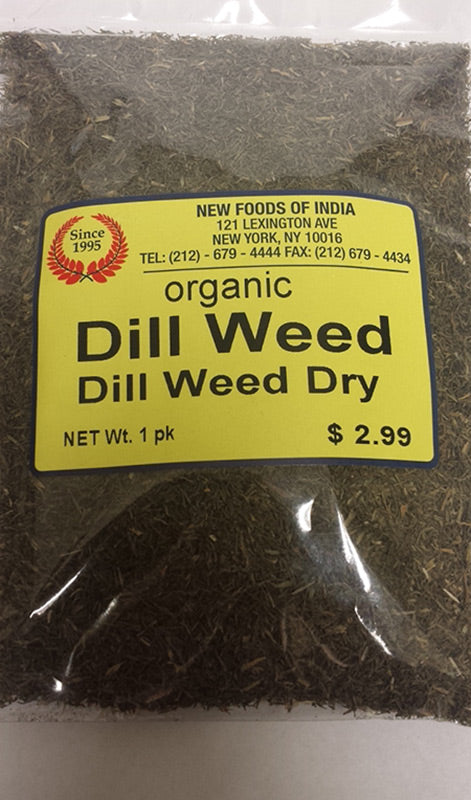 Since
1995
NEW FOODS OF INDIA
121 LEXINGTON AVE
NEW YORK, NY 10016
TEL: (212) - 679 - 4444 FAX: (212) 679 - 4434
organic
Dill Weed
Dill Weed Dry
NET Wt. 1 pk
$ 2.99